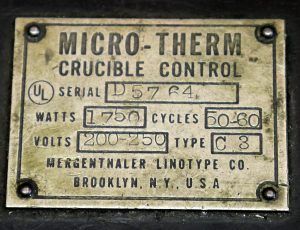 MICRO-THERM
CRUCIBLE CONTROL
UL SERIAL D5764
WATTS 1750 CYCLES 50-60
VOLTS 200-250 TYPE C 3
MERGENTHALER LINOTYPE CO.
BROOKLYN, N.Y., U.S.A